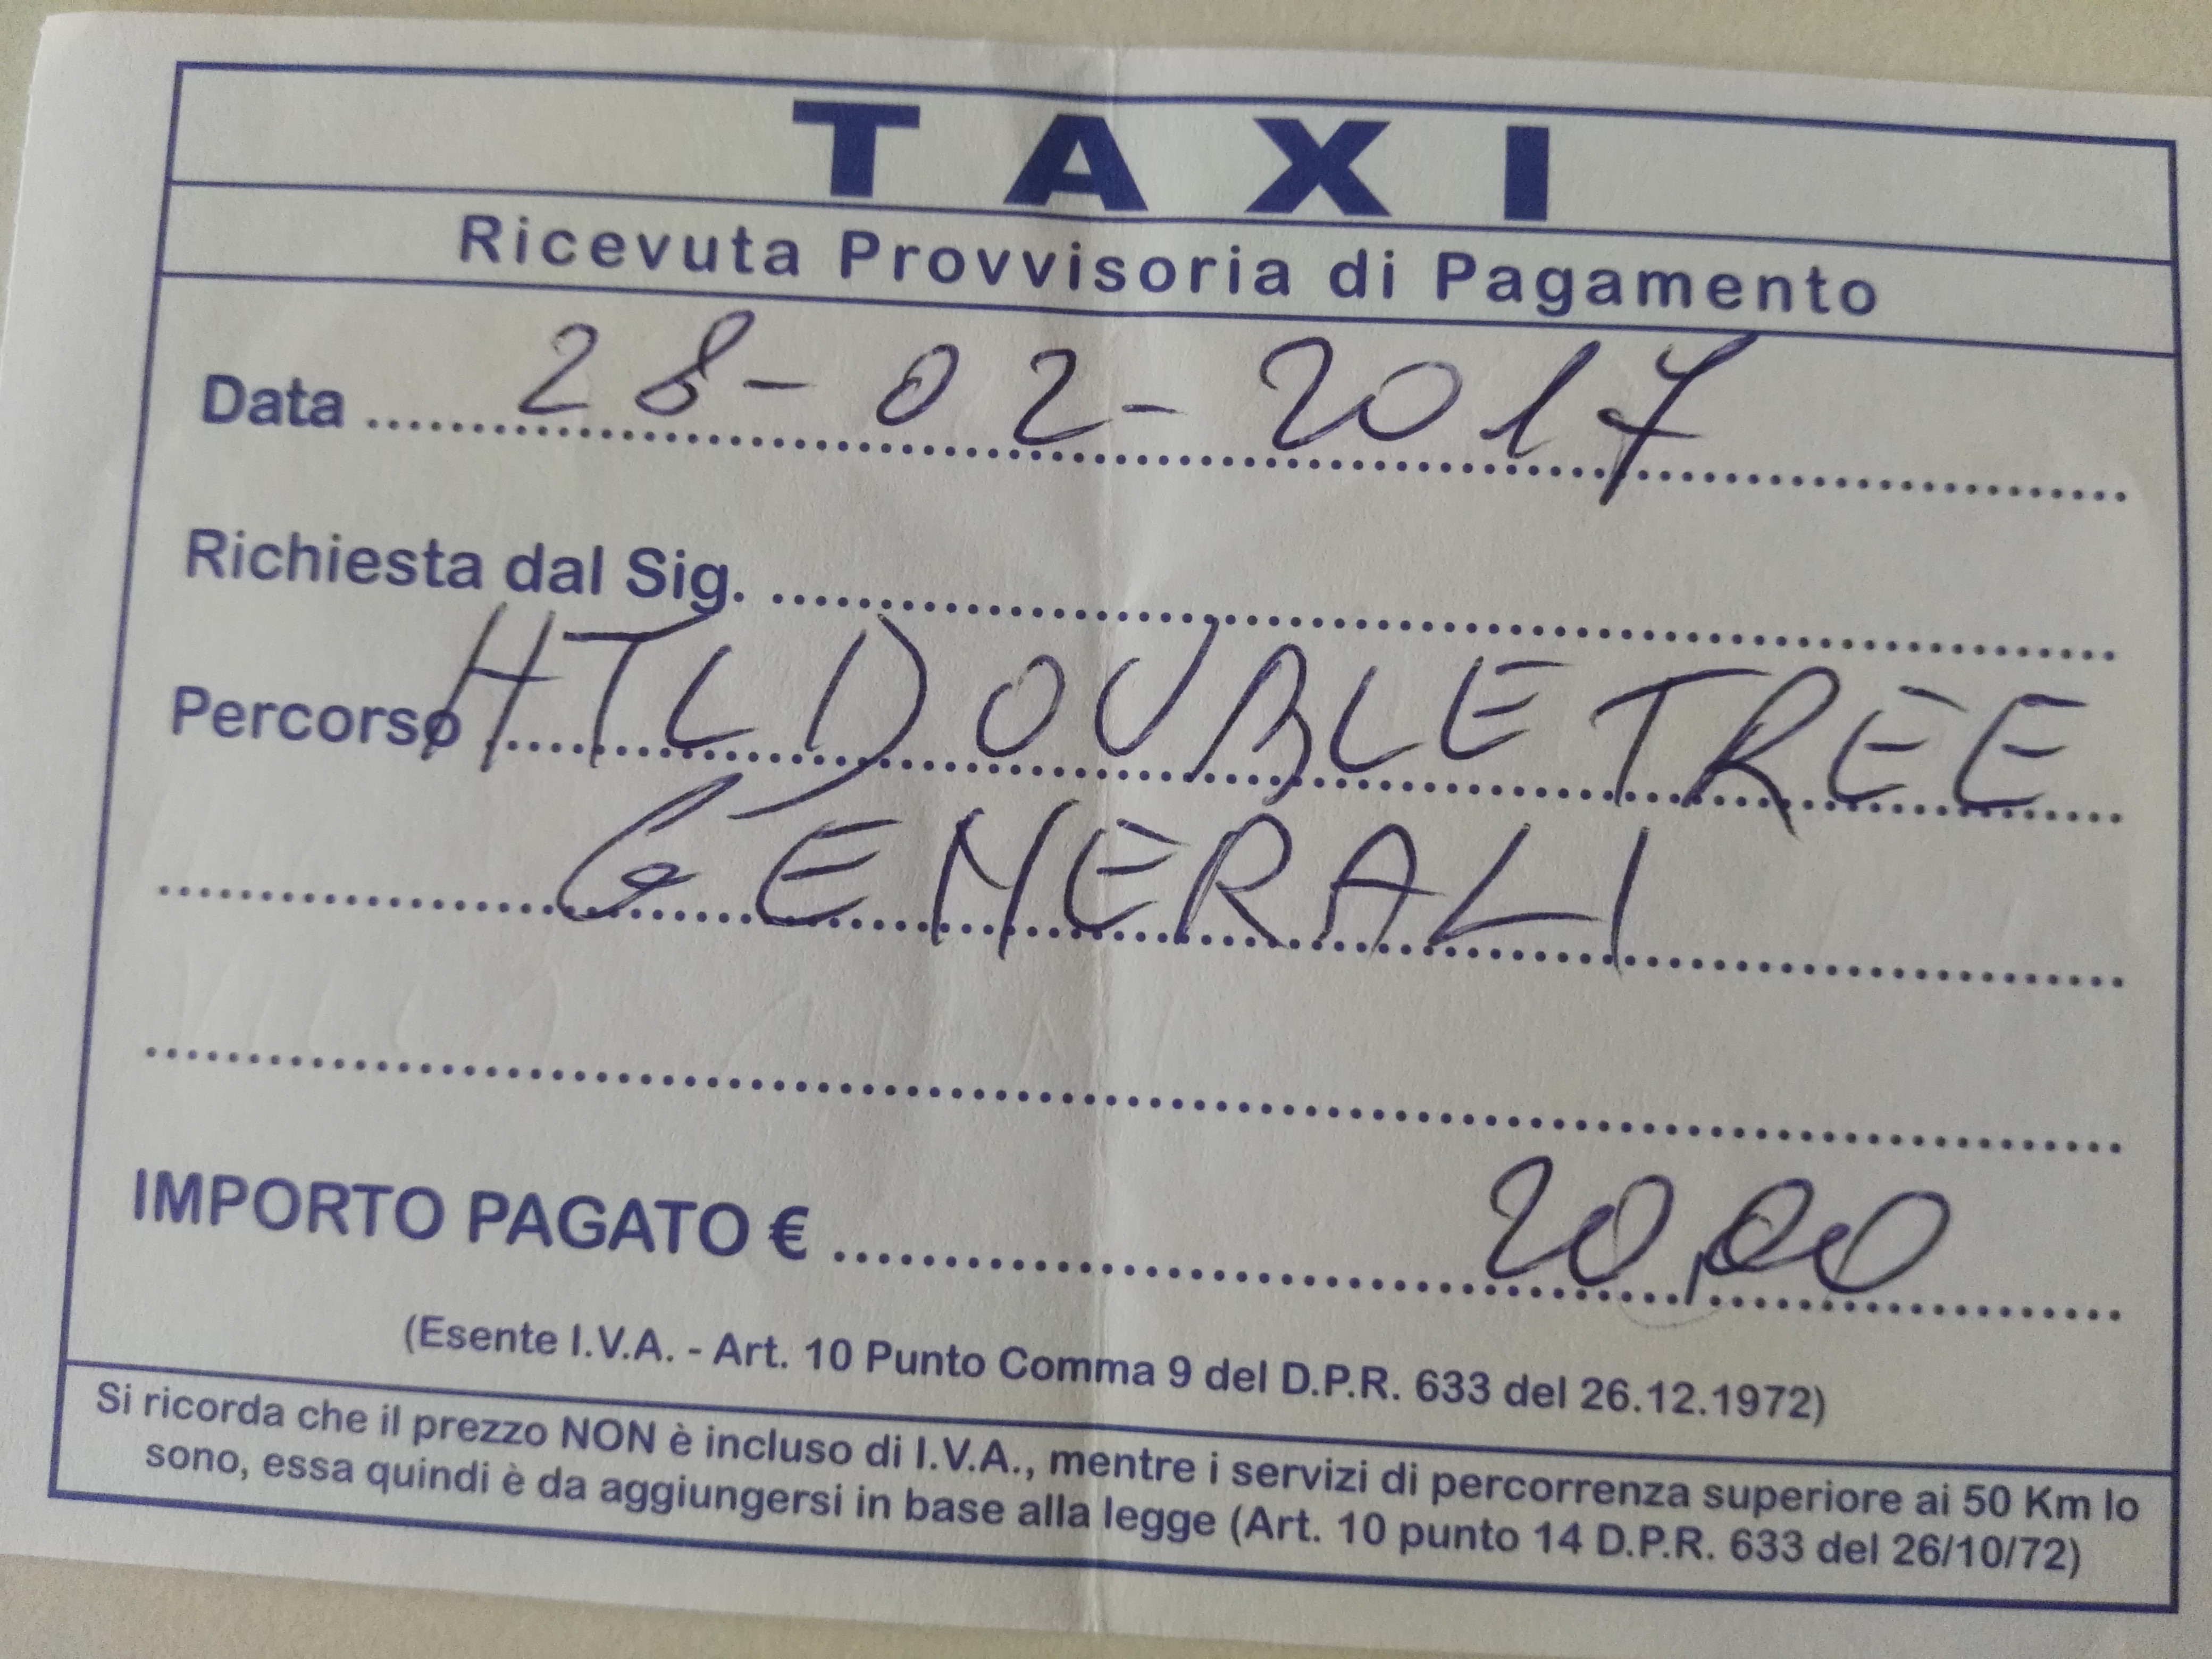 TAXI
Ricevuta Provvisoria di Pagamento
Data 28-02-2017
Richiesta dal Sig.
Percorso HTL DOUBLETREE
GENERALI
IMPORTO PAGATO € 20,00
(Esente I.V.A. - Art. 10 Punto Comma 9 del D.P.R. 633 del 26.12.1972)
Si ricorda che il prezzo NON è incluso di I.V.A., mentre i servizi di percorrenza superiore ai 50 Km lo
sono, essa quindi è da aggiungersi in base alla legge (Art. 10 punto 14 D.P.R. 633 del 26/10/72)